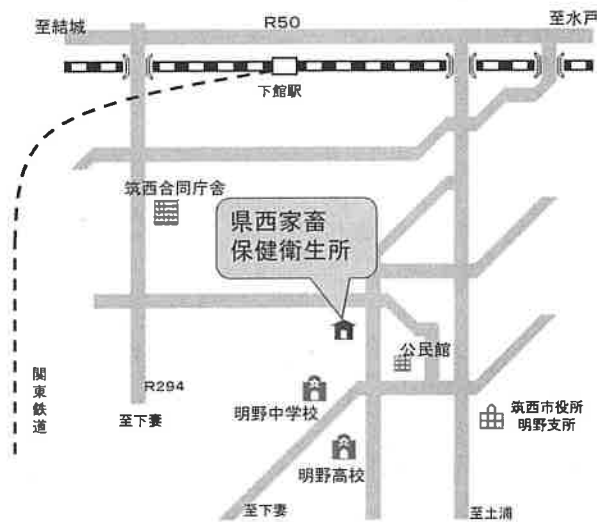 至結城
R50
至水戸
下館駅
筑西合同庁舎
県西家畜
保健衛生所
公民館
関東鉄道
R294
至下妻
明野中学校
筑西市役所
明野支所
明野高校
至下妻
至土浦